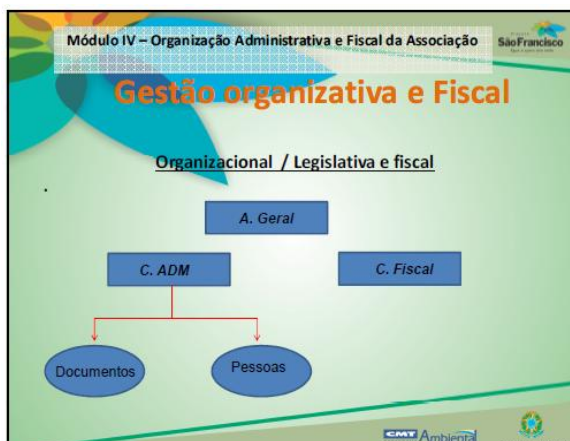 Módulo IV – Organização Administrativa e Fiscal da Associação
Projeto
São Francisco
Gestão organizativa e Fiscal
Organizacional / Legislativa e fiscal
.
A. Geral
C. ADM
C. Fiscal
Documentos
Pessoas
CMT Ambiental